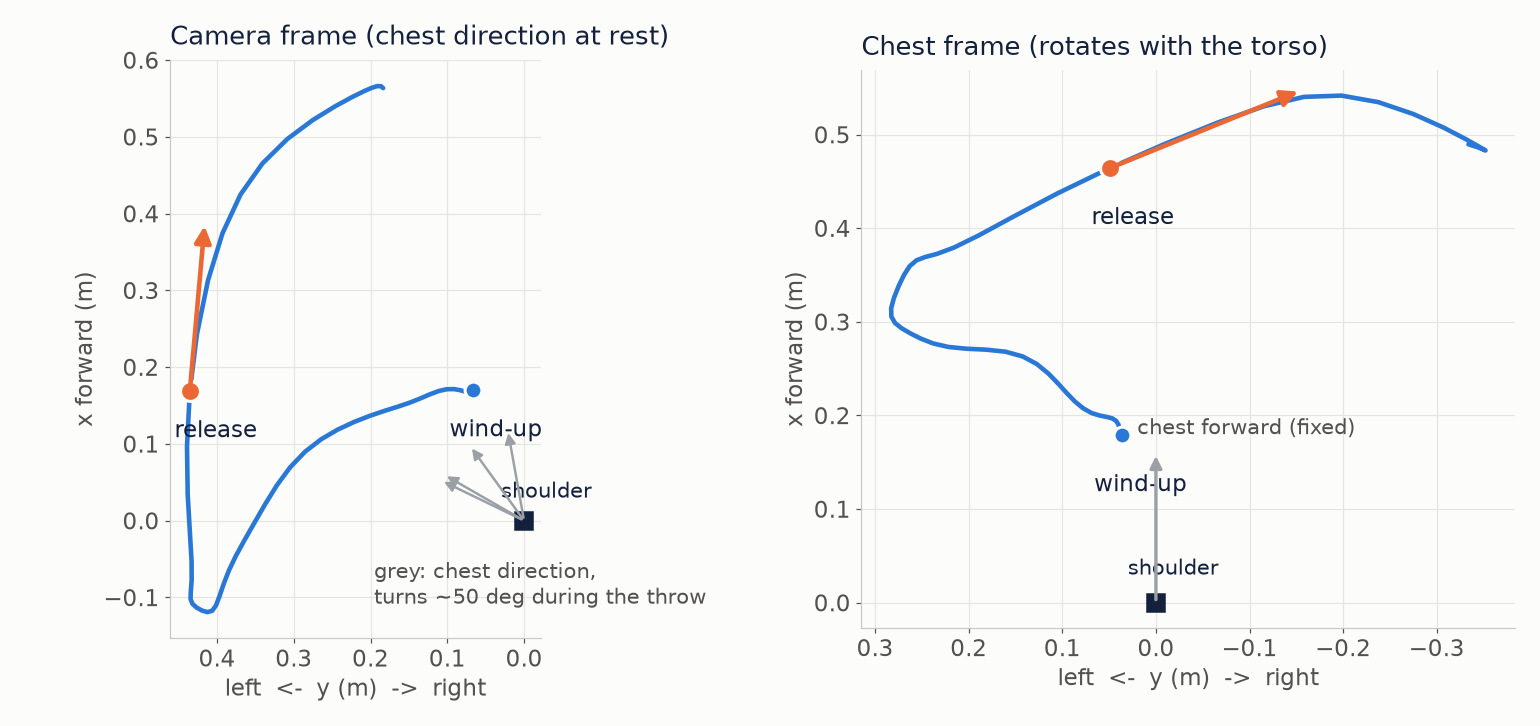 Camera frame (chest direction at rest)
0.6
0.5
0.4
0.3
0.2
0.1
0.0
−0.1
x forward (m)
release
wind-up
shoulder
grey: chest direction,
turns ~50 deg during the throw
0.4 0.3 0.2 0.1 0.0
left <- y (m) -> right
Chest frame (rotates with the torso)
0.5
0.4
0.3
0.2
0.1
0.0
x forward (m)
release
chest forward (fixed)
wind-up
shoulder
0.3 0.2 0.1 0.0 −0.1 −0.2 −0.3
left <- y (m) -> right